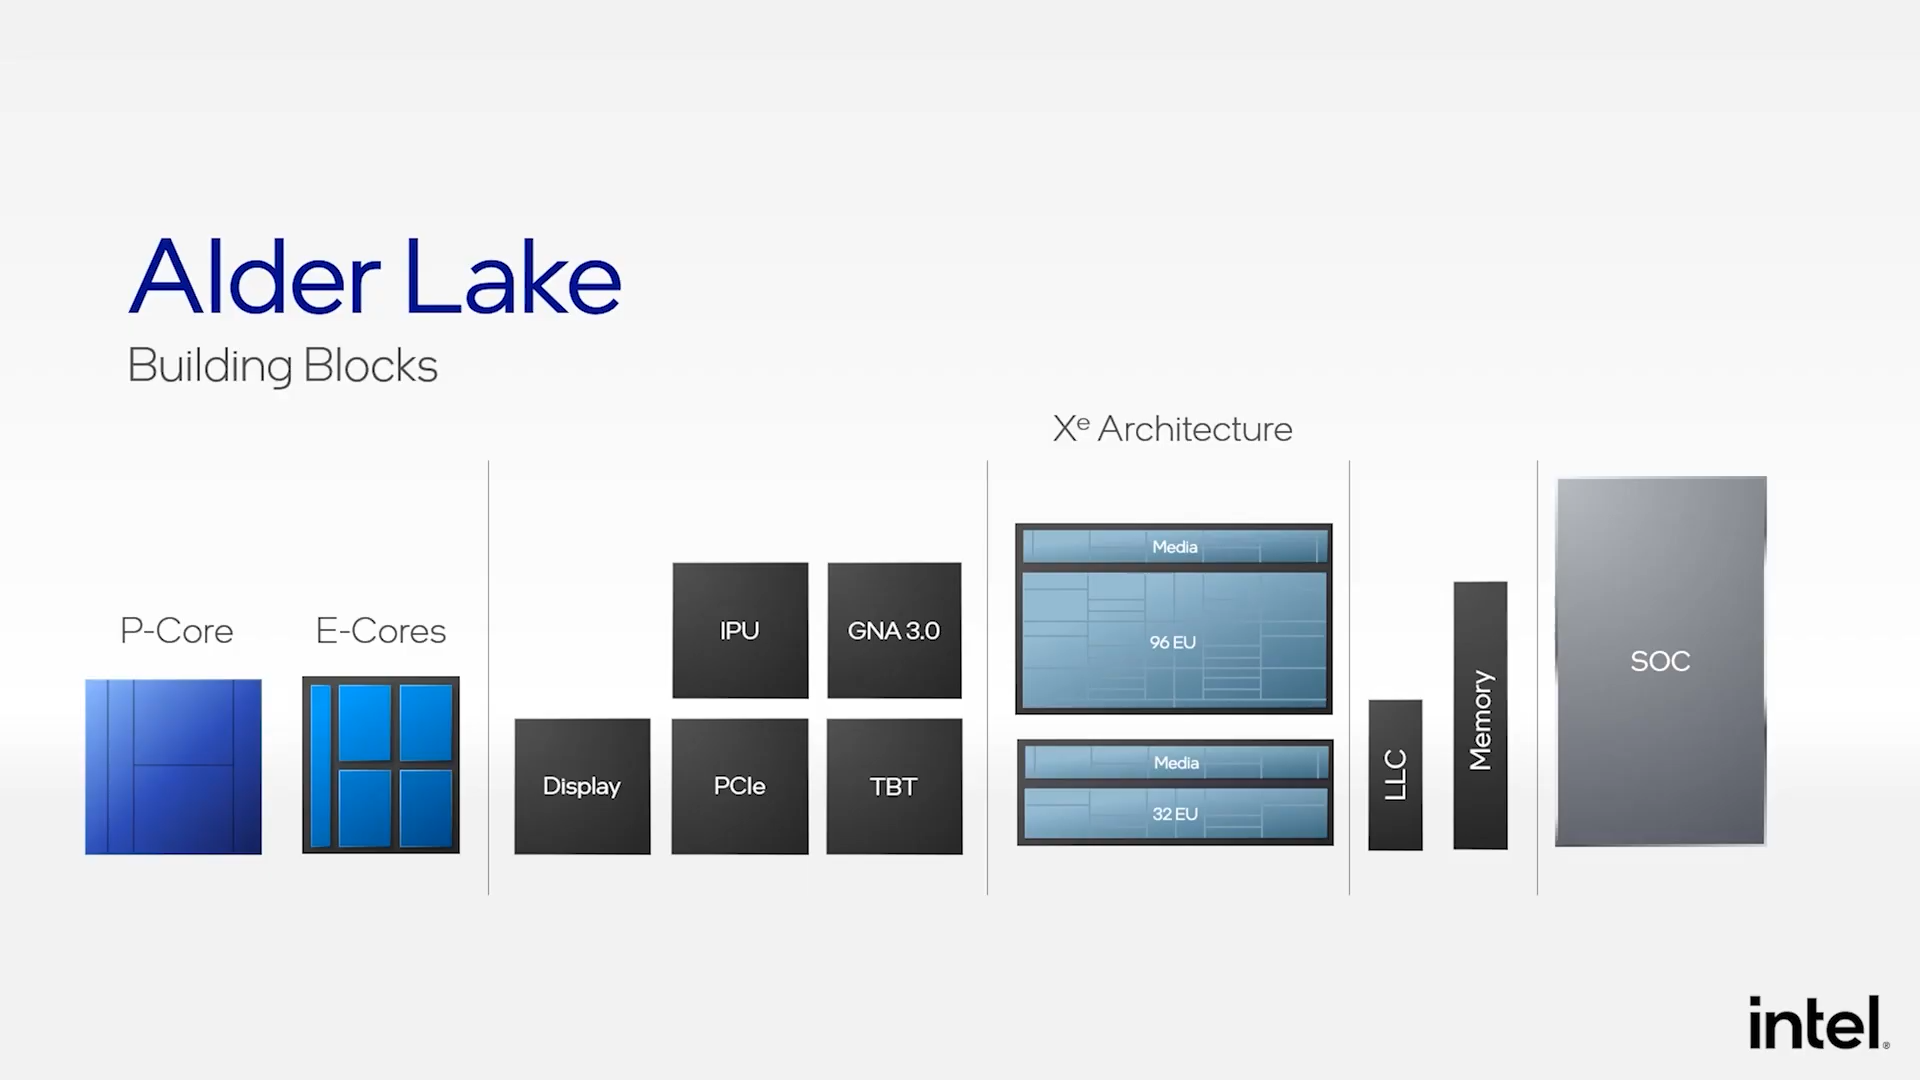 Alder Lake
Building Blocks
P-Core
E-Cores
Display
IPU
GNA 3.0
PCIe
TBT
Xᵉ Architecture
Media
96 EU
Media
32 EU
LLC
Memory
SOC
intel®